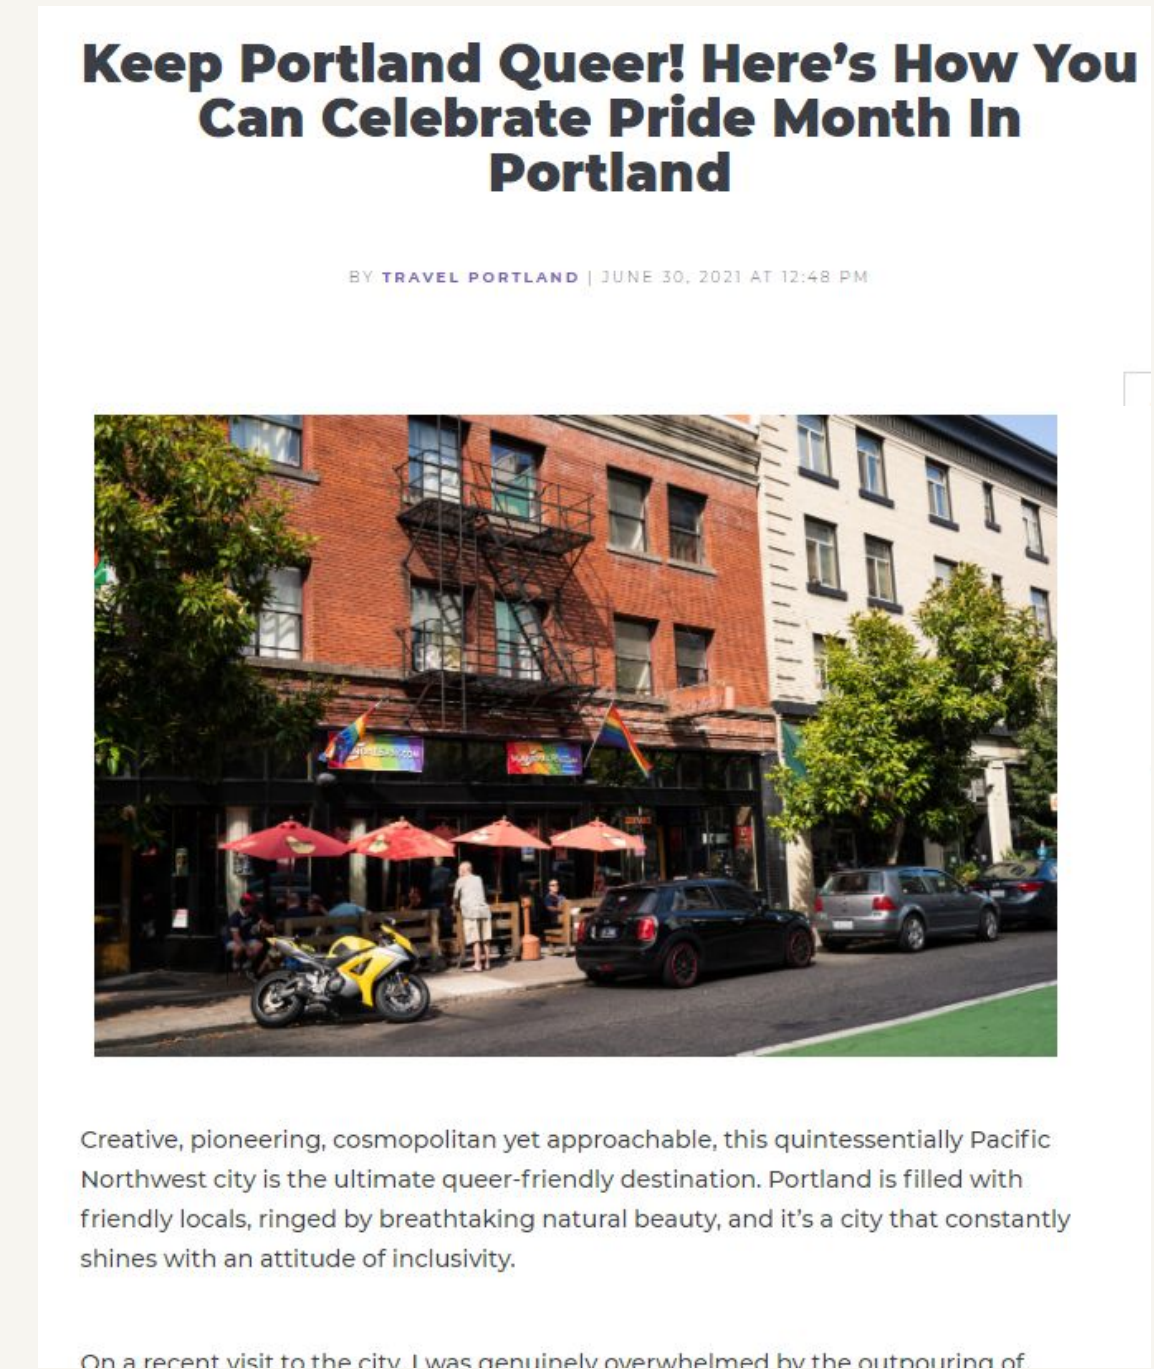 Keep Portland Queer! Here’s How You
Can Celebrate Pride Month In
Portland
BY TRAVEL PORTLAND | JUNE 30, 2021 AT 12:48 PM
Creative, pioneering, cosmopolitan yet approachable, this quintessentially Pacific
Northwest city is the ultimate queer-friendly destination. Portland is filled with
friendly locals, ringed by breathtaking natural beauty, and it’s a city that constantly
shines with an attitude of inclusivity.
On a recent visit to the city, I was genuinely overwhelmed by the outpouring of